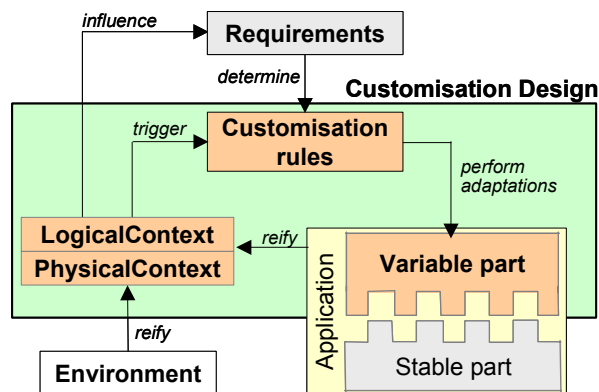 influence
Requirements
determine
Customisation Design
trigger
Customisation
rules
perform
adaptations
LogicalContext
PhysicalContext
reify
Application
Variable part
Stable part
reify
Environment